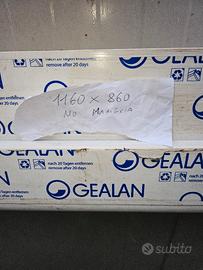 nach 20 Tagen entfernen
remove after 20 days
GEALAN
1160 x 860
NO MANIGLIA
GEALAN
nach 20 Tagen entfernen
remove after 20 days
GEALAN
subito